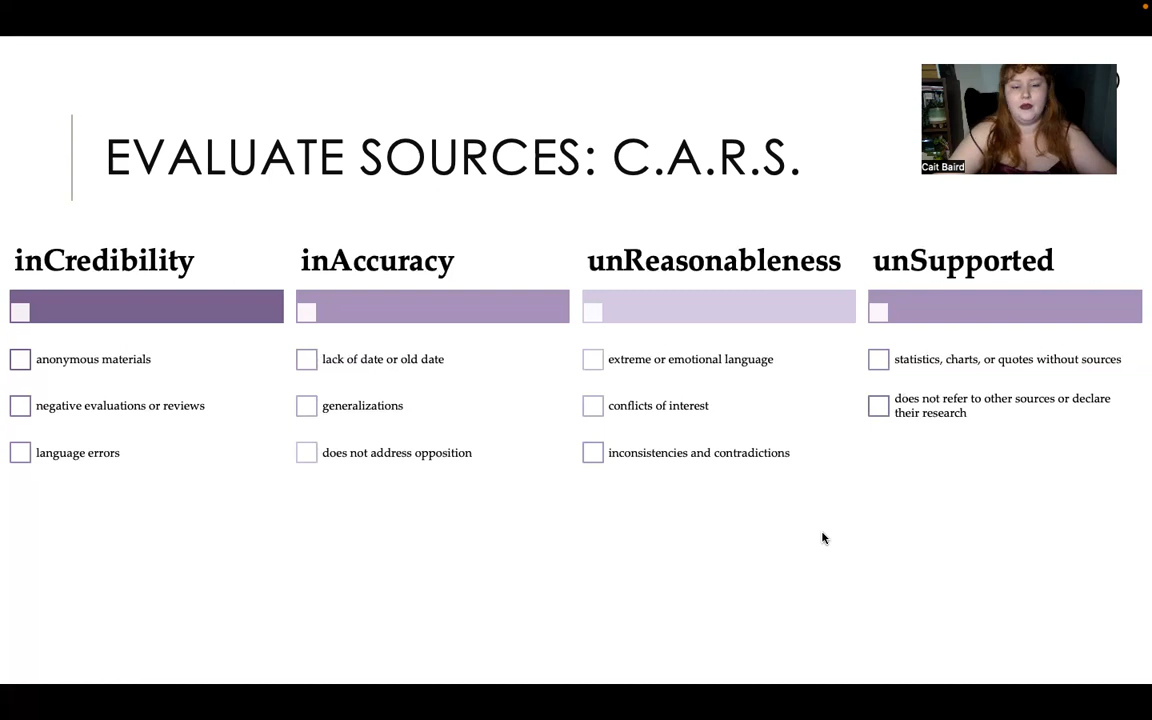 EVALUATE SOURCES: C.A.R.S.
Cait Baird
inCredibility
anonymous materials
negative evaluations or reviews
language errors
inAccuracy
lack of date or old date
generalizations
does not address opposition
unReasonableness
extreme or emotional language
conflicts of interest
inconsistencies and contradictions
unSupported
statistics, charts, or quotes without sources
does not refer to other sources or declare
their research